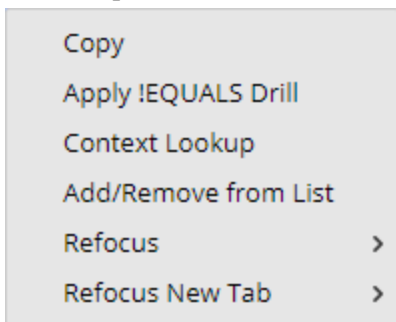 Copy
Apply !EQUALS Drill
Context Lookup
Add/Remove from List
Refocus
Refocus New Tab